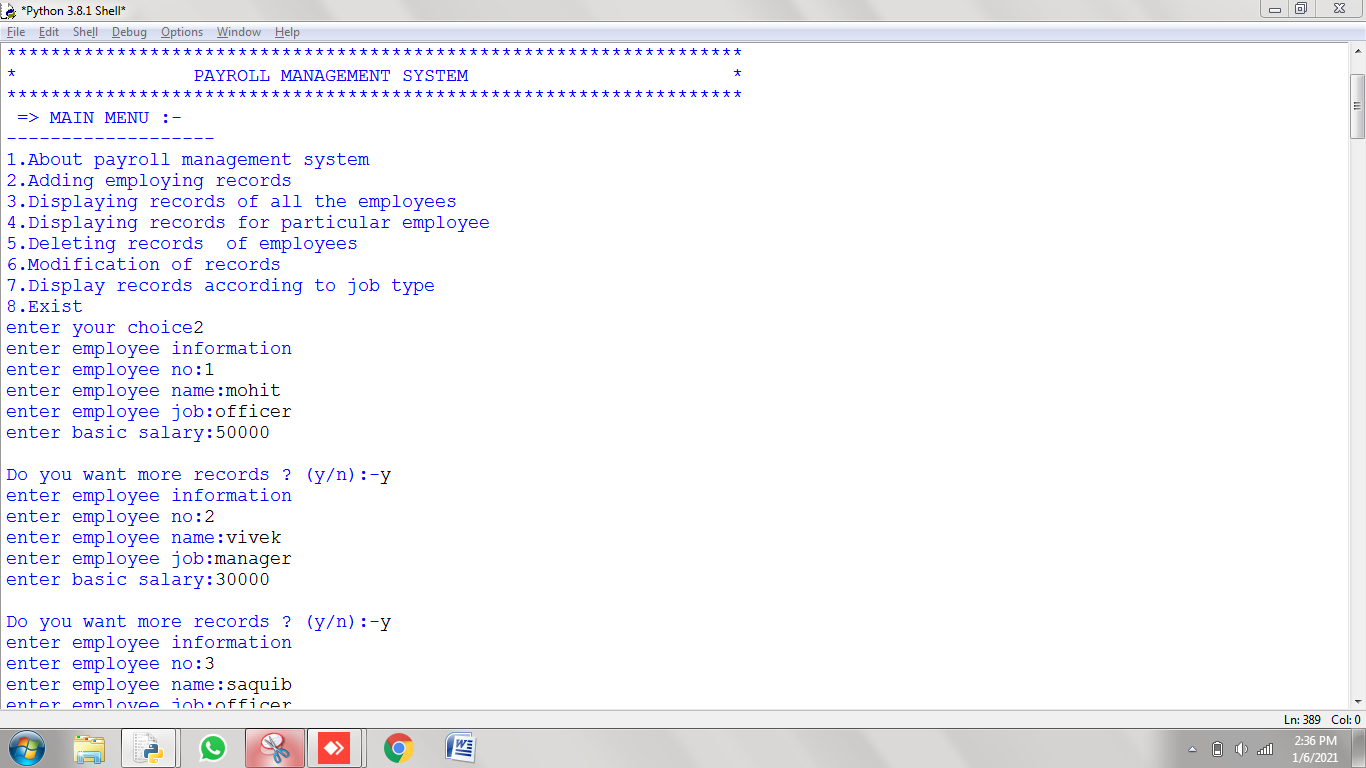 *Python 3.8.1 Shell*
File Edit Shell Debug Options Window Help
*******************************************************************
* PAYROLL MANAGEMENT SYSTEM *
*******************************************************************
=> MAIN MENU :-
-------------------
1.About payroll management system
2.Adding employing records
3.Displaying records of all the employees
4.Displaying records for particular employee
5.Deleting records  of employees
6.Modification of records
7.Display records according to job type
8.Exist
enter your choice2
enter employee information
enter employee no:1
enter employee name:mohit
enter employee job:officer
enter basic salary:50000
Do you want more records ? (y/n):-y
enter employee information
enter employee no:2
enter employee name:vivek
enter employee job:manager
enter basic salary:30000
Do you want more records ? (y/n):-y
enter employee information
enter employee no:3
enter employee name:saquib
enter employee job:officer
Ln: 389 Col: 0
2:36 PM
1/6/2021